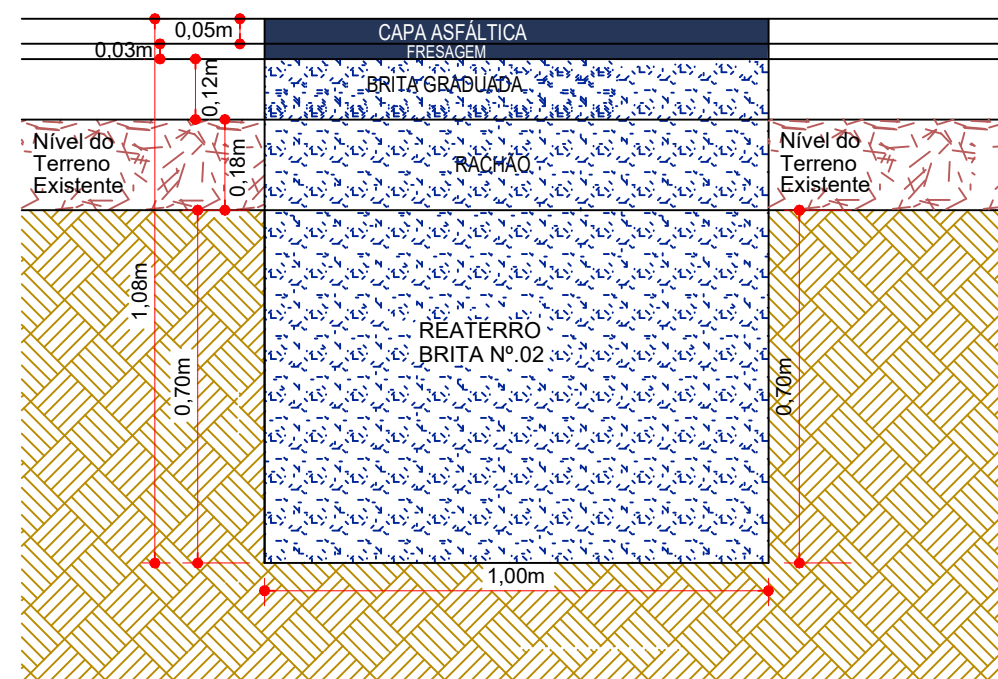 0,05m
CAPA ASFÁLTICA
0,03m
FRESAGEM
0,12m
BRITA GRADUADA
Nível do
Terreno
Existente
0,18m
RACHÃO
Nível do
Terreno
Existente
1,08m
REATERRO
BRITA Nº.02
0,70m
0,70m
1,00m